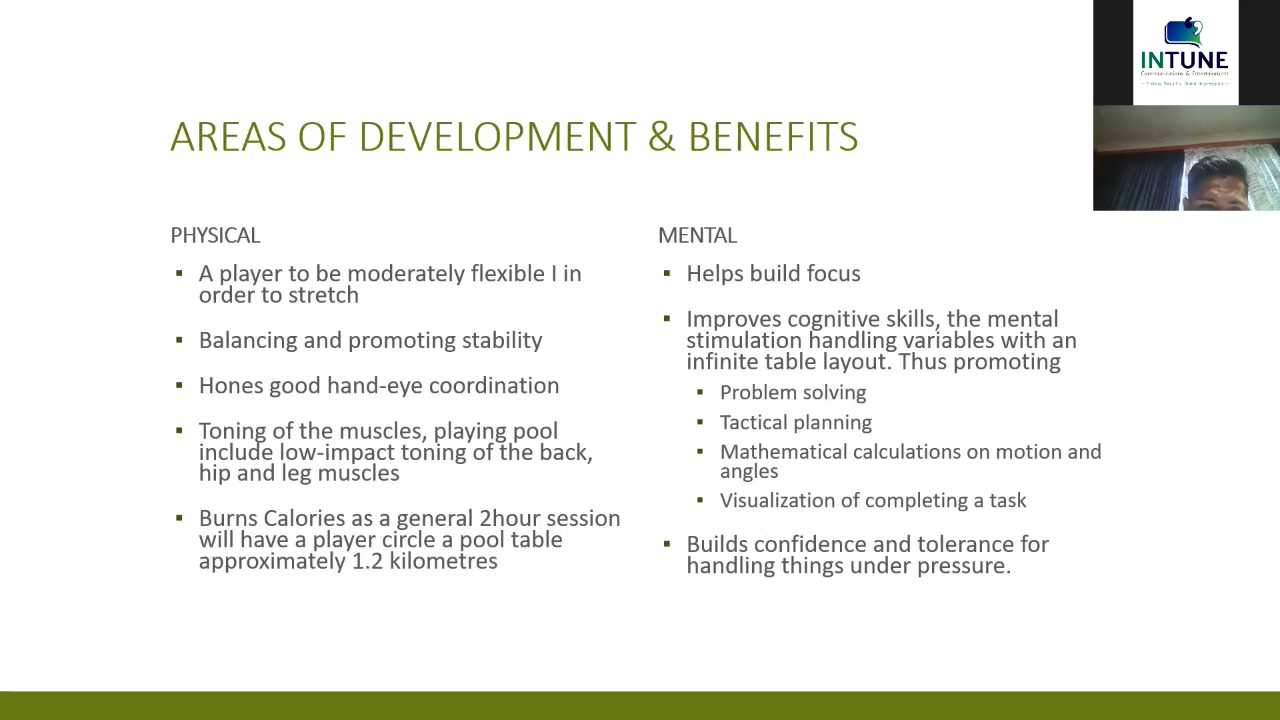 INTUNE
Communications & Entertainment
AREAS OF DEVELOPMENT & BENEFITS
PHYSICAL
▪ A player to be moderately flexible I in
order to stretch
▪ Balancing and promoting stability
▪ Hones good hand-eye coordination
▪ Toning of the muscles, playing pool
include low-impact toning of the back,
hip and leg muscles
▪ Burns Calories as a general 2hour session
will have a player circle a pool table
approximately 1.2 kilometres
MENTAL
▪ Helps build focus
▪ Improves cognitive skills, the mental
stimulation handling variables with an
infinite table layout. Thus promoting
▪ Problem solving
▪ Tactical planning
▪ Mathematical calculations on motion and
angles
▪ Visualization of completing a task
▪ Builds confidence and tolerance for
handling things under pressure.